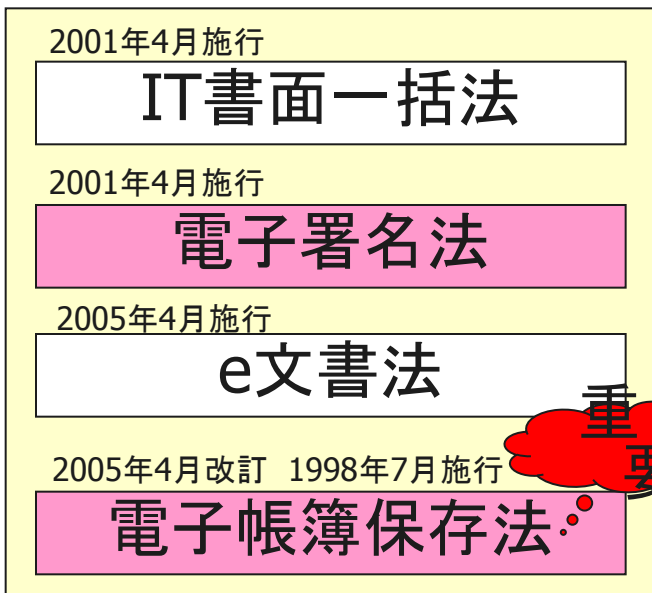 2001年4月施行
IT書面一括法
2001年4月施行
電子署名法
2005年4月施行
e文書法
重要
2005年4月改訂 1998年7月施行
電子帳簿保存法